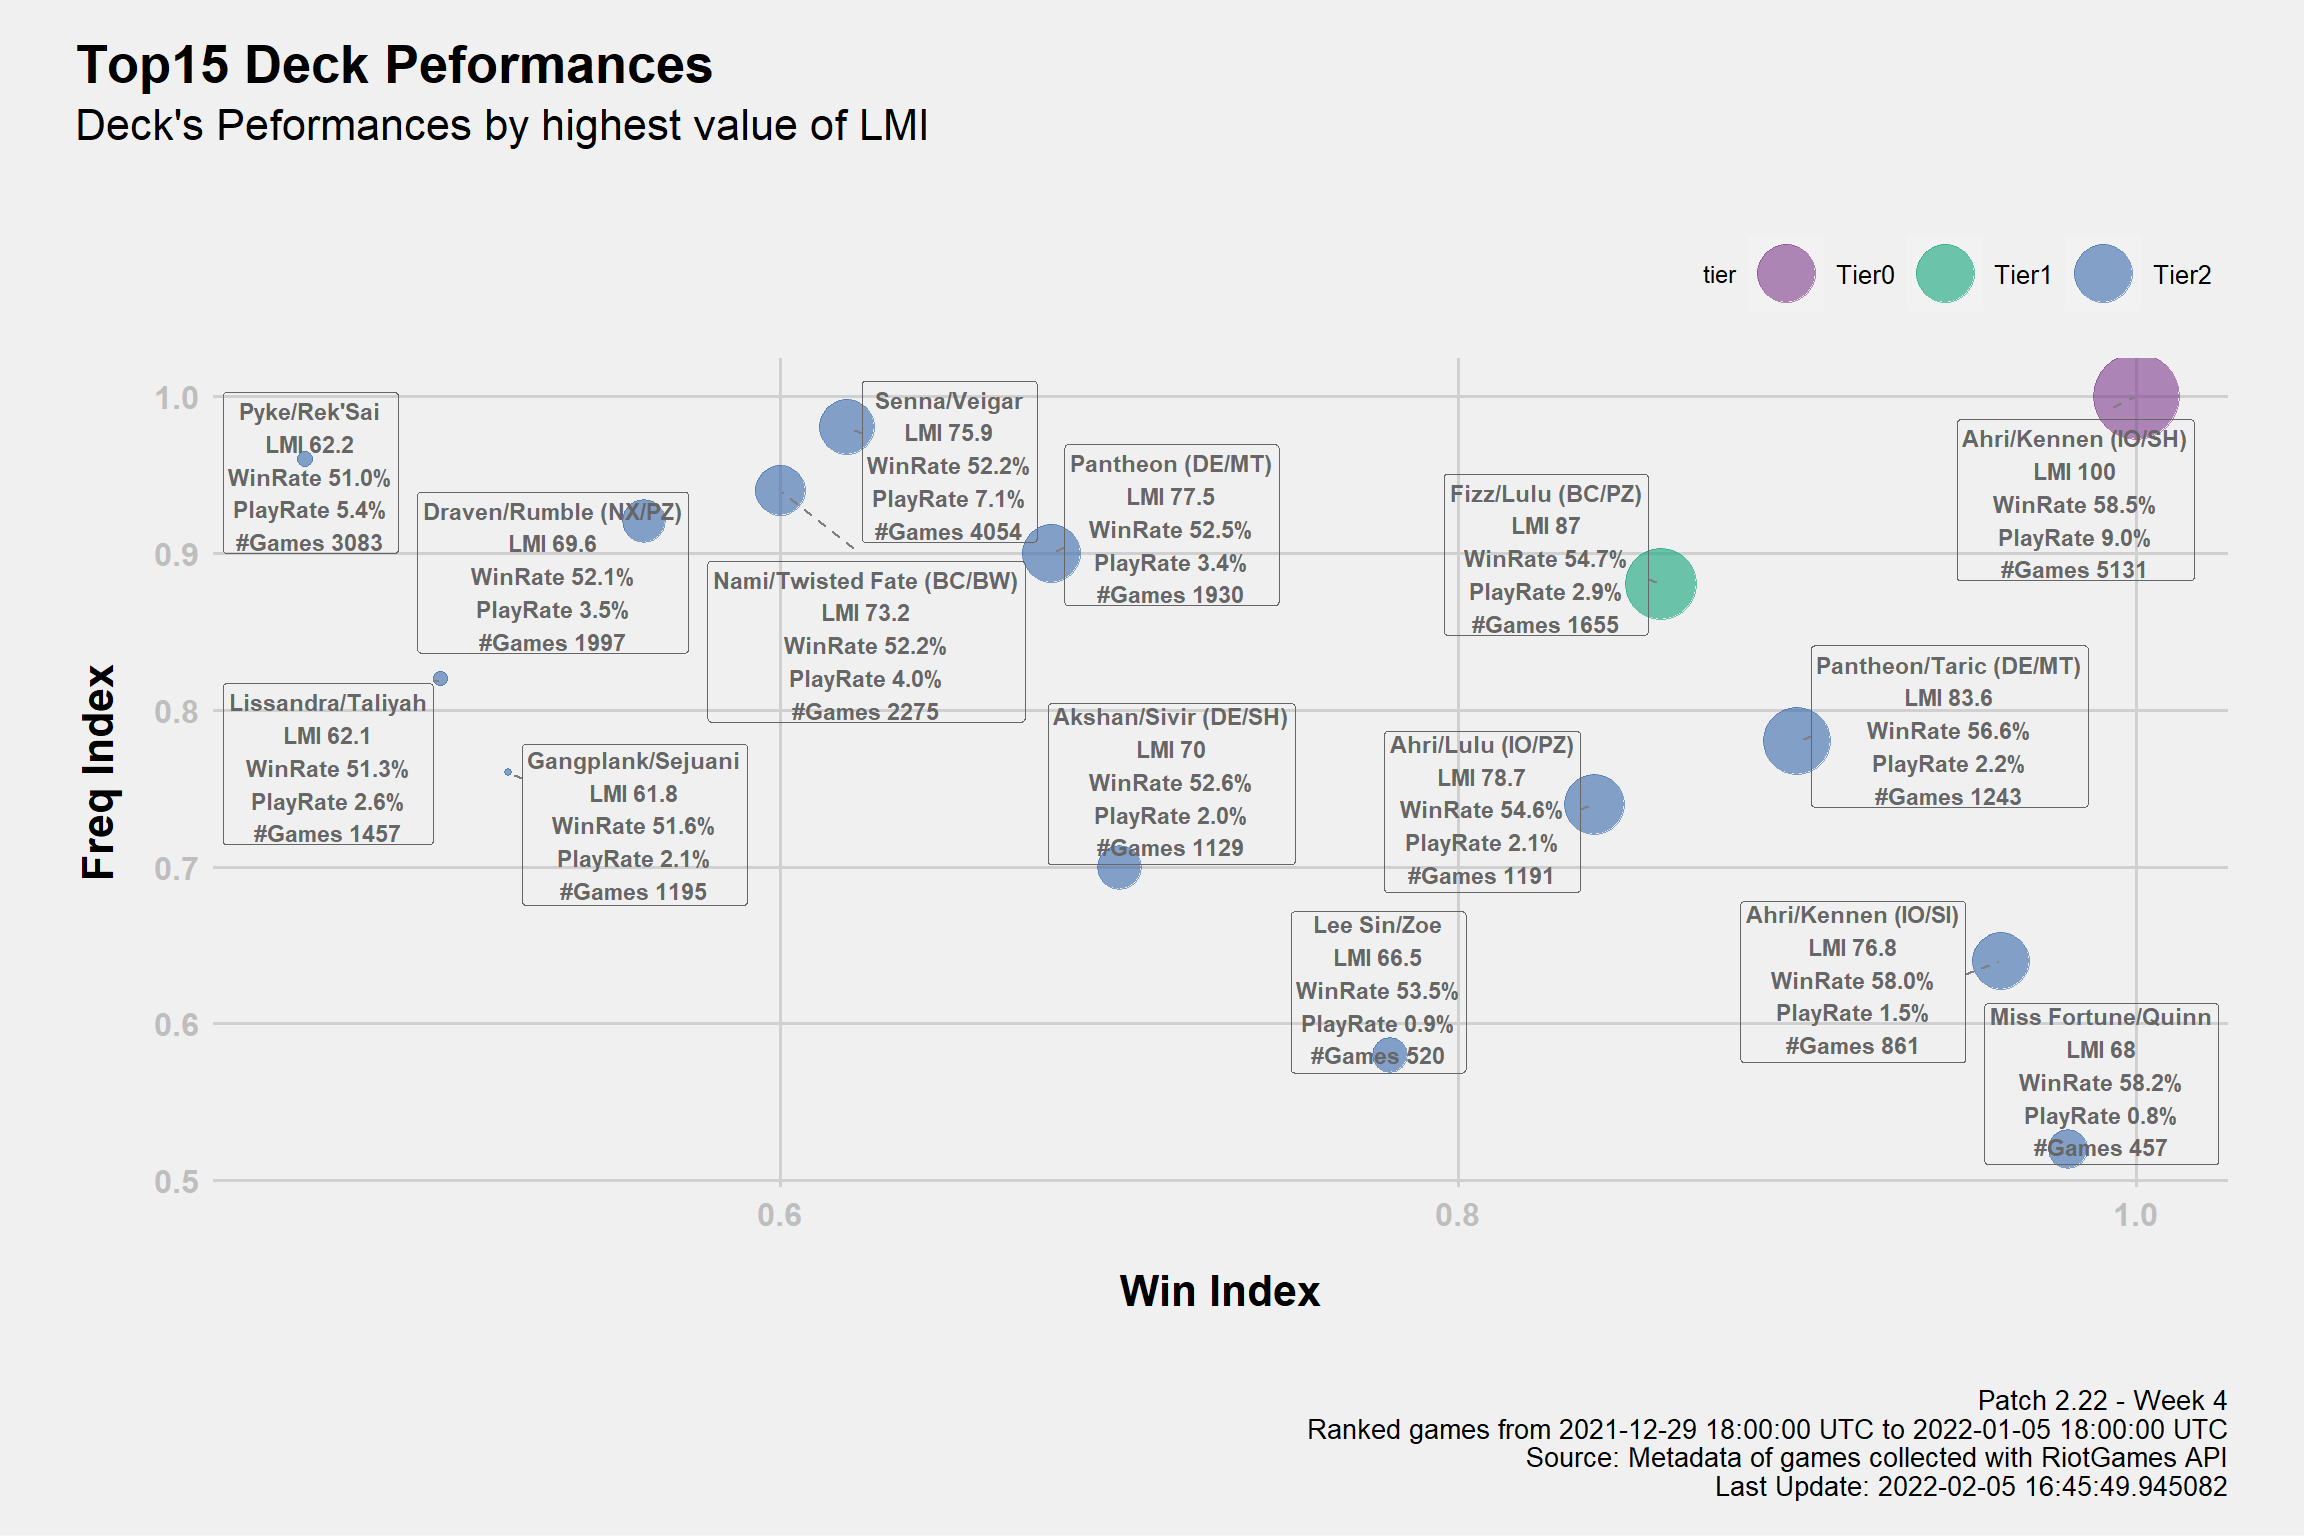 Top15 Deck Peformances
Deck's Peformances by highest value of LMI
tier
Tier0
Tier1
Tier2
Freq Index
1.0
0.9
0.8
0.7
0.6
0.5
Pyke/Rek'Sai
LMI 62.2
WinRate 51.0%
PlayRate 5.4%
#Games 3083
Senna/Veigar
LMI 75.9
WinRate 52.2%
PlayRate 7.1%
#Games 4054
Ahri/Kennen (IO/SH)
LMI 100
WinRate 58.5%
PlayRate 9.0%
#Games 5131
Pantheon (DE/MT)
LMI 77.5
WinRate 52.5%
PlayRate 3.4%
#Games 1930
Fizz/Lulu (BC/PZ)
LMI 87
WinRate 54.7%
PlayRate 2.9%
#Games 1655
Draven/Rumble (NX/PZ)
LMI 69.6
WinRate 52.1%
PlayRate 3.5%
#Games 1997
Nami/Twisted Fate (BC/BW)
LMI 73.2
WinRate 52.2%
PlayRate 4.0%
#Games 2275
Pantheon/Taric (DE/MT)
LMI 83.6
WinRate 56.6%
PlayRate 2.2%
#Games 1243
Lissandra/Taliyah
LMI 62.1
WinRate 51.3%
PlayRate 2.6%
#Games 1457
Akshan/Sivir (DE/SH)
LMI 70
WinRate 52.6%
PlayRate 2.0%
#Games 1129
Ahri/Lulu (IO/PZ)
LMI 78.7
WinRate 54.6%
PlayRate 2.1%
#Games 1191
Gangplank/Sejuani
LMI 61.8
WinRate 51.6%
PlayRate 2.1%
#Games 1195
Ahri/Kennen (IO/SI)
LMI 76.8
WinRate 58.0%
PlayRate 1.5%
#Games 861
Lee Sin/Zoe
LMI 66.5
WinRate 53.5%
PlayRate 0.9%
#Games 520
Miss Fortune/Quinn
LMI 68
WinRate 58.2%
PlayRate 0.8%
#Games 457
0.6
0.8
1.0
Win Index
Patch 2.22 - Week 4
Ranked games from 2021-12-29 18:00:00 UTC to 2022-01-05 18:00:00 UTC
Source: Metadata of games collected with RiotGames API
Last Update: 2022-02-05 16:45:49.945082